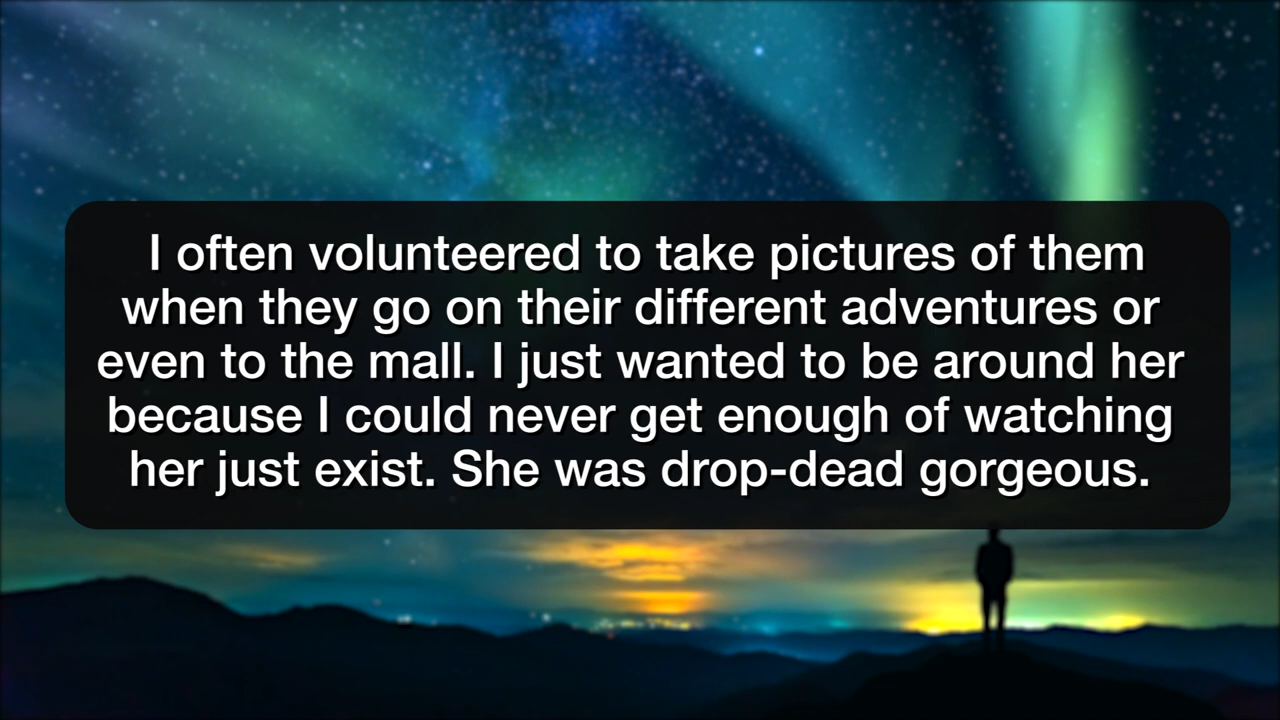 I often volunteered to take pictures of them
when they go on their different adventures or
even to the mall. I just wanted to be around her
because I could never get enough of watching
her just exist. She was drop-dead gorgeous.